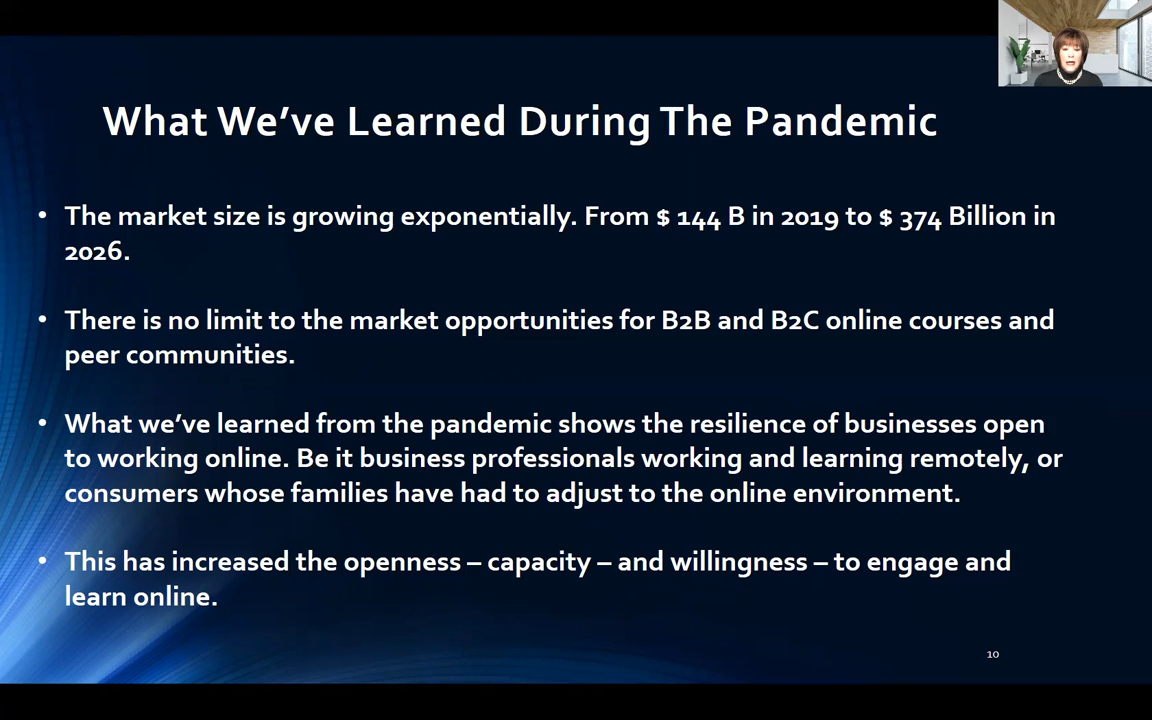 What We’ve Learned During The Pandemic
• The market size is growing exponentially. From $ 144 B in 2019 to $ 374 Billion in
2026.
• There is no limit to the market opportunities for B2B and B2C online courses and
peer communities.
• What we’ve learned from the pandemic shows the resilience of businesses open
to working online. Be it business professionals working and learning remotely, or
consumers whose families have had to adjust to the online environment.
• This has increased the openness – capacity – and willingness – to engage and
learn online.
10